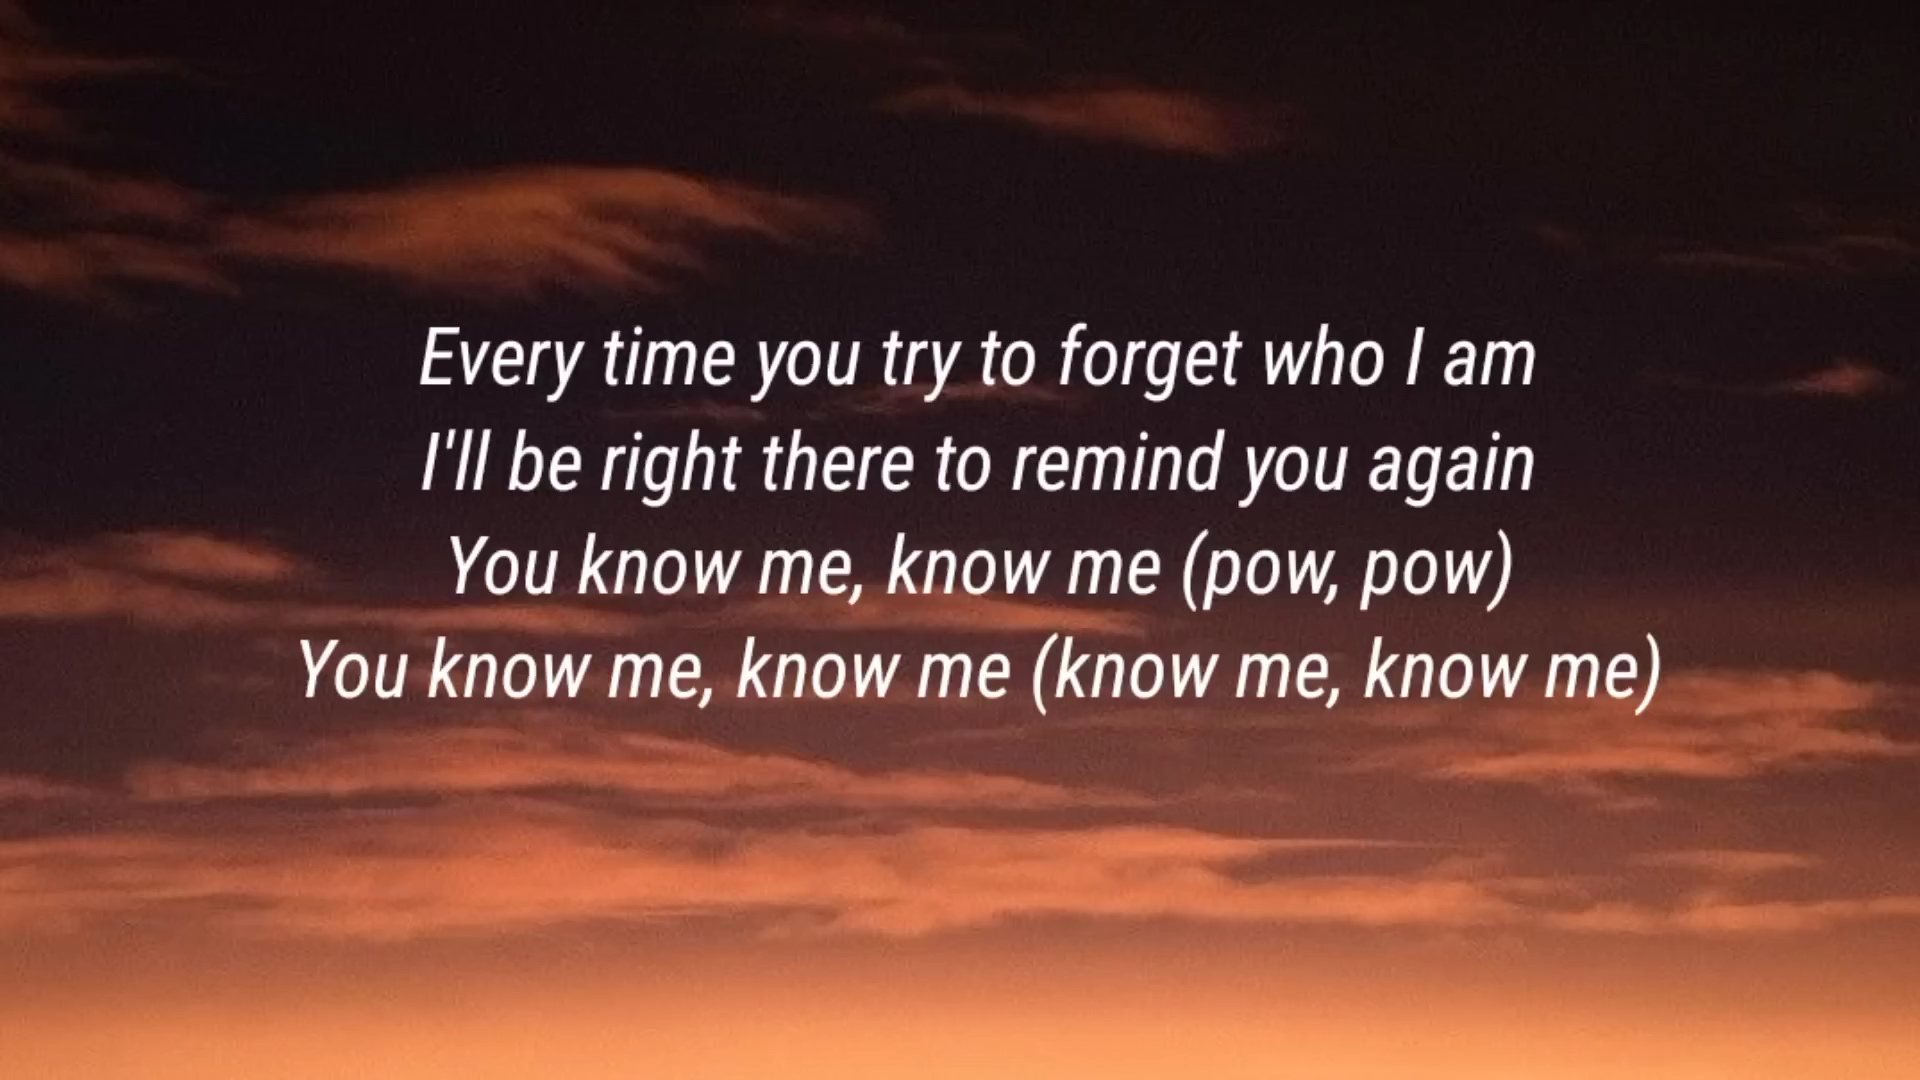 Every time you try to forget who I am
I'll be right there to remind you again
You know me, know me (pow, pow)
You know me, know me (know me, know me)